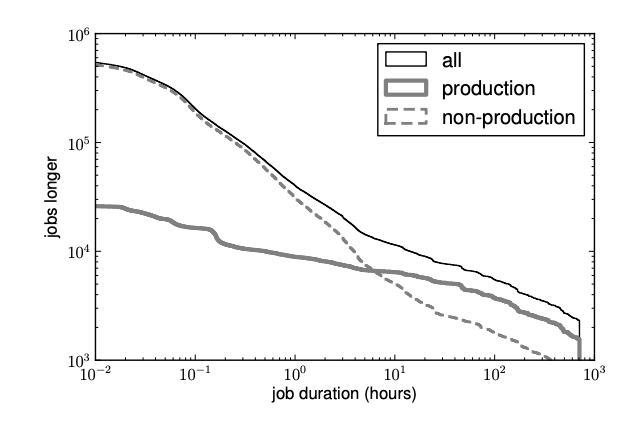 10^6
10^5
10^4
10^3
jobs longer
all
production
non-production
10^-2 10^-1 10^0 10^1 10^2 10^3
job duration (hours)